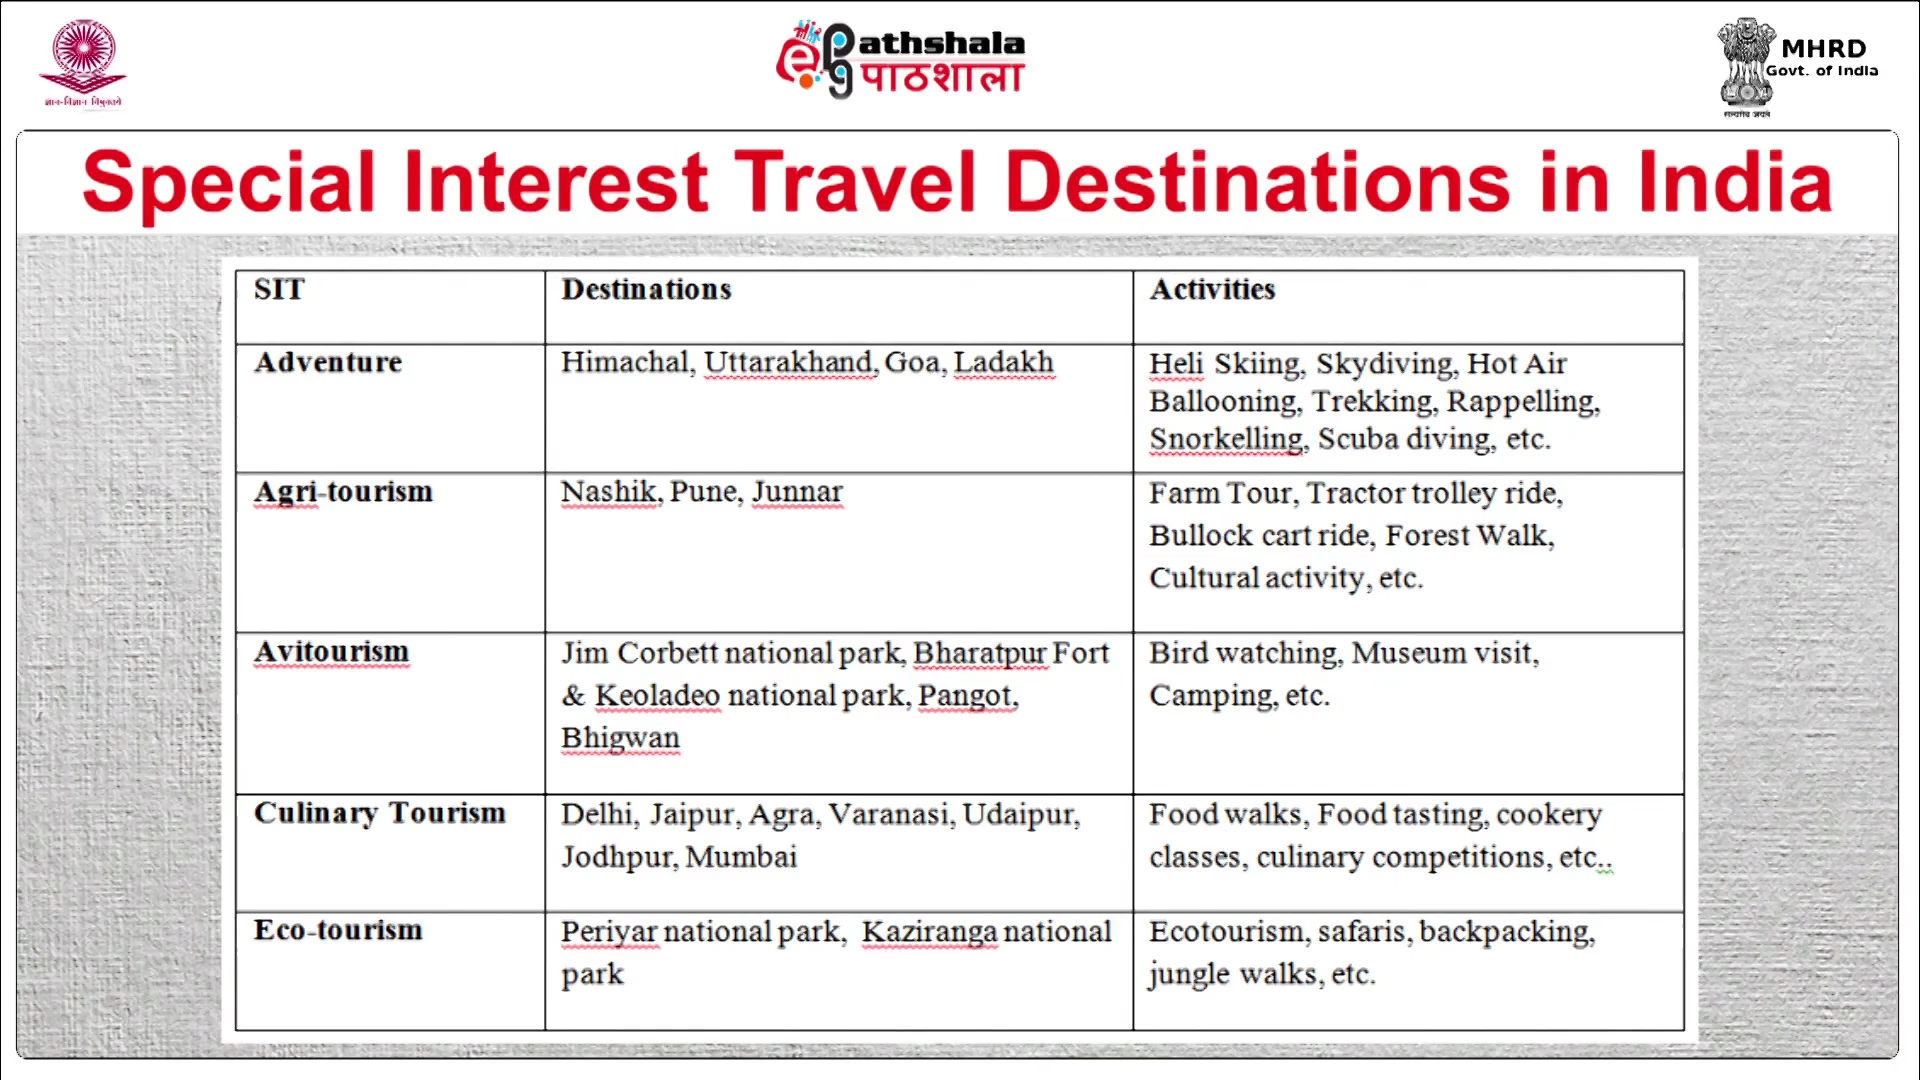 ज्ञान-विज्ञान विमुक्तये
athshala
पाठशाला
MHRD
Govt. of India
सत्यमेव जयते
Special Interest Travel Destinations in India
SIT
Destinations
Activities
Adventure
Himachal, Uttarakhand, Goa, Ladakh
Heli Skiing, Skydiving, Hot Air
Ballooning, Trekking, Rappelling,
Snorkelling, Scuba diving, etc.
Agri-tourism
Nashik, Pune, Junnar
Farm Tour, Tractor trolley ride,
Bullock cart ride, Forest Walk,
Cultural activity, etc.
Avitourism
Jim Corbett national park, Bharatpur Fort
& Keoladeo national park, Pangot,
Bhigwan
Bird watching, Museum visit,
Camping, etc.
Culinary Tourism
Delhi, Jaipur, Agra, Varanasi, Udaipur,
Jodhpur, Mumbai
Food walks, Food tasting, cookery
classes, culinary competitions, etc..
Eco-tourism
Periyar national park, Kaziranga national
park
Ecotourism, safaris, backpacking,
jungle walks, etc.